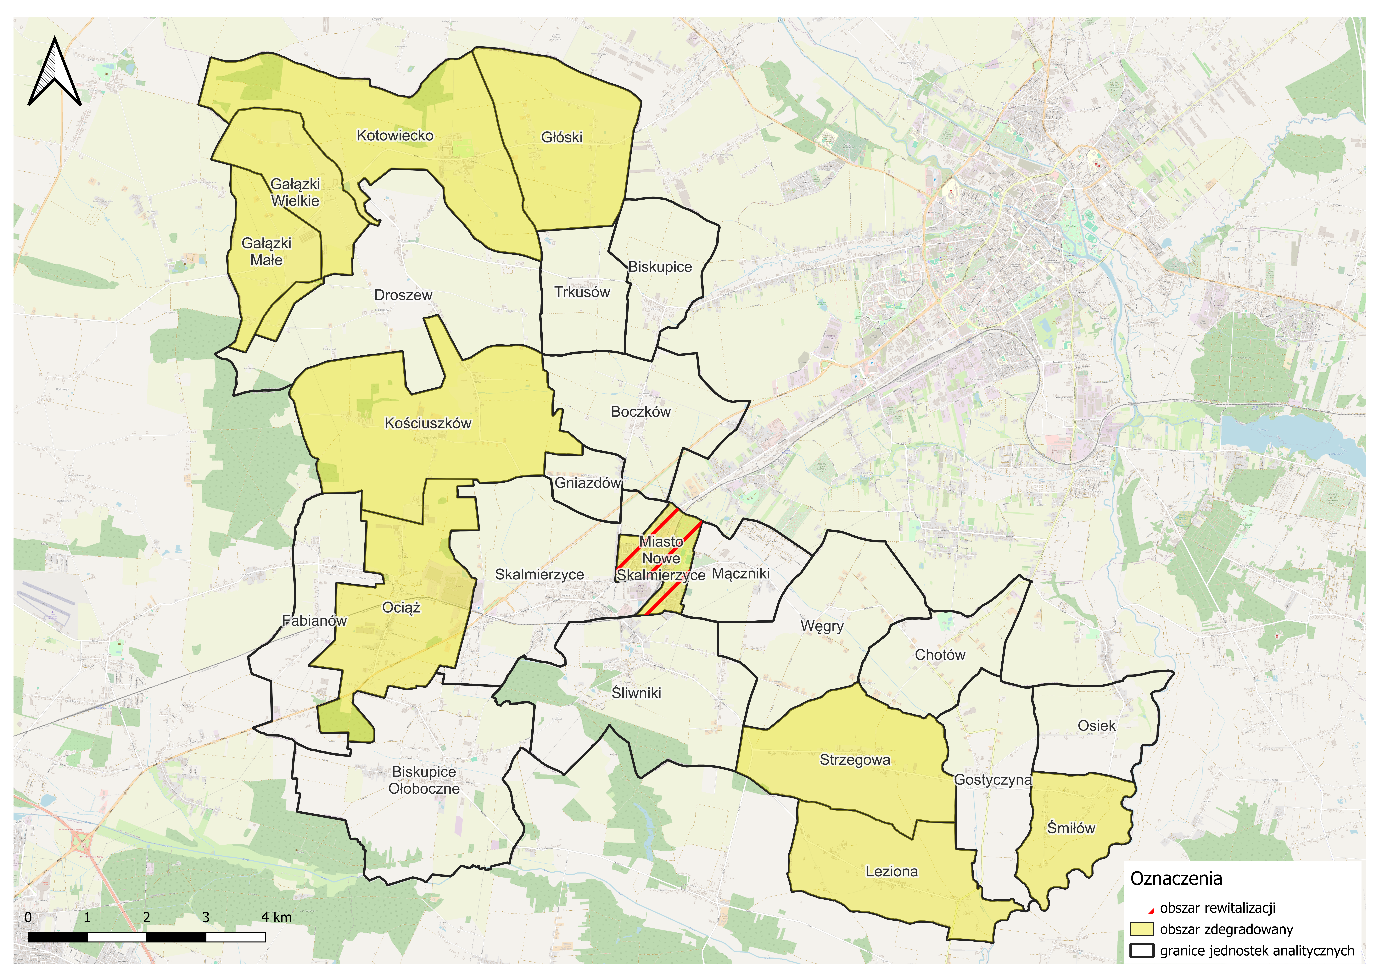 Kotowiecko
Głóski
Gałązki
Wielkie
Gałązki
Małe
Droszew
Trkusów
Biskupice
Kościuszków
Boczków
Gniazdów
Skalmierzyce
Miasto
Nowe
Skalmierzyce
Mączniki
Fabianów
Ociąż
Węgry
Chotów
Śliwniki
Osiek
Strzegowa
Gostyczyna
Biskupice
Ołoboczne
Śmiłów
Leziona
0 1 2 3 4 km
Oznaczenia
obszar rewitalizacji
obszar zdegradowany
granice jednostek analitycznych